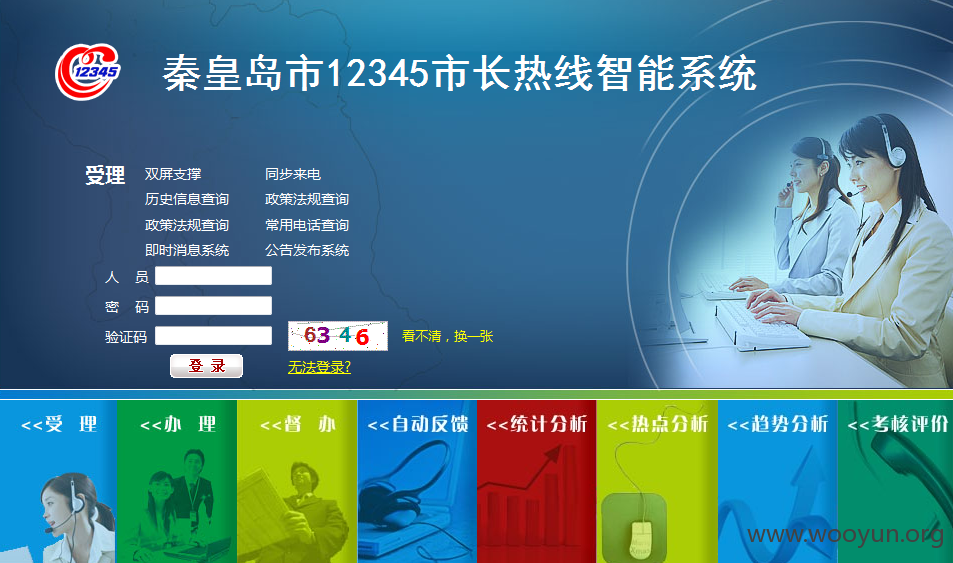 12345
秦皇岛市12345市长热线智能系统
受理
双屏支撑 同步来电
历史信息查询 政策法规查询
政策法规查询 常用电话查询
即时消息系统 公告发布系统
人 员
密 码
验证码 6346 看不清，换一张
登 录 无法登录?
<<受 理 <<办 理 <<督 办 <<自动反馈 <<统计分析 <<热点分析 <<趋势分析 <<考核评价
www.wooyun.org